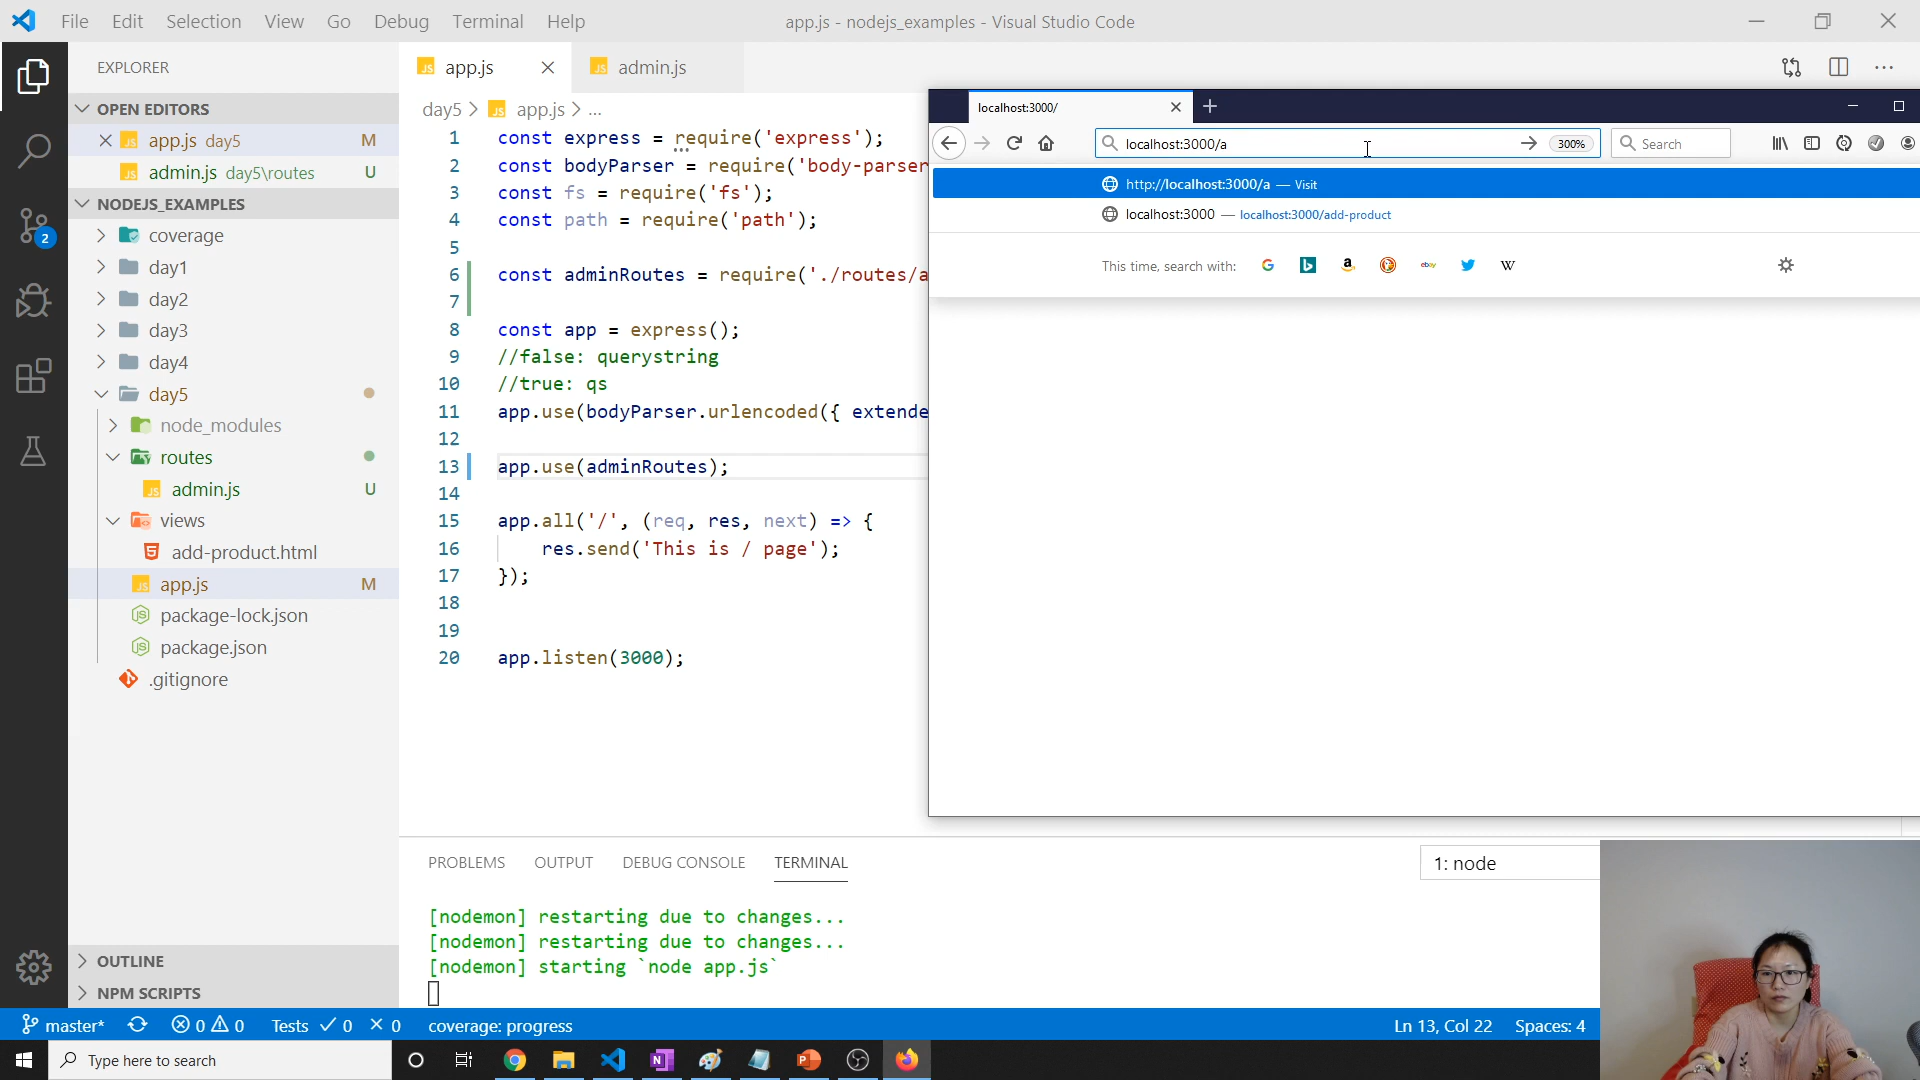 File Edit Selection View Go Debug Terminal Help
app.js - nodejs_examples - Visual Studio Code
EXPLORER
OPEN EDITORS
app.js day5 M
admin.js day5\routes U
NODEJS_EXAMPLES
coverage
day1
day2
day3
day4
day5
node_modules
routes
admin.js U
views
add-product.html
app.js M
package-lock.json
package.json
.gitignore
OUTLINE
NPM SCRIPTS
app.js
admin.js
day5 > app.js > ...
1 const express = require('express');
2 const bodyParser = require('body-parser
3 const fs = require('fs');
4 const path = require('path');
5
6 const adminRoutes = require('./routes/a
7
8 const app = express();
9 //false: querystring
10 //true: qs
11 app.use(bodyParser.urlencoded({ extende
12
13 app.use(adminRoutes);
14
15 app.all('/', (req, res, next) => {
16 res.send('This is / page');
17 });
18
19
20 app.listen(3000);
localhost:3000/
localhost:3000/a
300%
Search
http://localhost:3000/a — Visit
localhost:3000 — localhost:3000/add-product
This time, search with:
PROBLEMS OUTPUT DEBUG CONSOLE TERMINAL
1: node
[nodemon] restarting due to changes...
[nodemon] restarting due to changes...
[nodemon] starting `node app.js`
master* 0 0 Tests 0 0 coverage: progress
Ln 13, Col 22 Spaces: 4
Type here to search